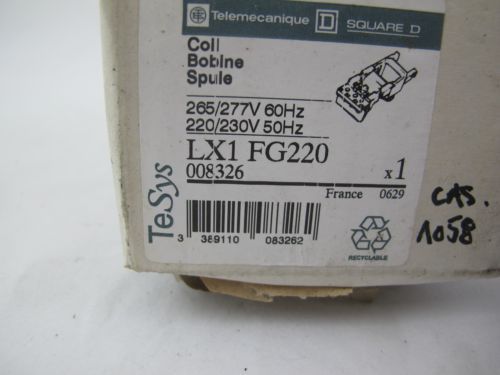 Telemecanique SQUARE D
Coil
Bobine
Spule
265/277V 60Hz
220/230V 50Hz
LX1 FG220
008326 x1
France 0629
TeSys
3 389110 083262
RECYCLABLE
CAS.
1058